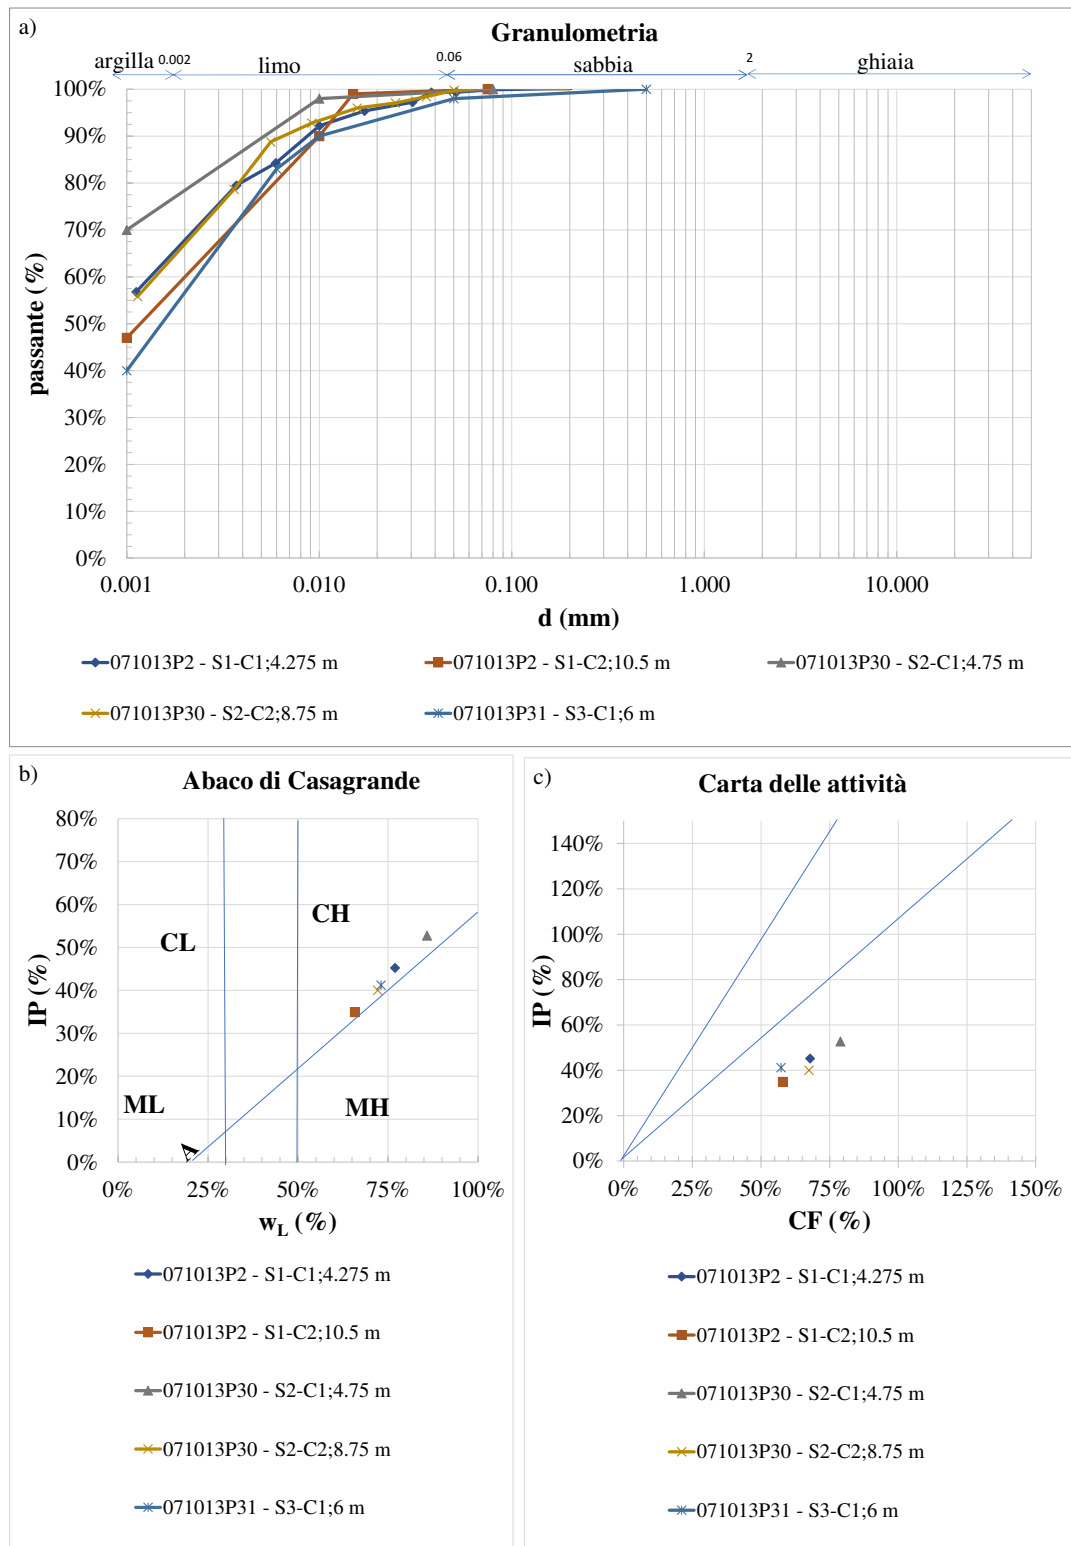 a)
Granulometria
argilla 0.002 limo 0.06 sabbia 2 ghiaia
100%
90%
80%
70%
60%
50%
40%
30%
20%
10%
0%
passante (%)
0.001 0.010 0.100 1.000 10.000
d (mm)
071013P2 - S1-C1;4.275 m 071013P2 - S1-C2;10.5 m 071013P30 - S2-C1;4.75 m
071013P30 - S2-C2;8.75 m 071013P31 - S3-C1;6 m
b)
Abaco di Casagrande
80%
70%
60%
50%
40%
30%
20%
10%
0%
IP (%)
CL
CH
ML
MH
A
0% 25% 50% 75% 100%
wL (%)
071013P2 - S1-C1;4.275 m
071013P2 - S1-C2;10.5 m
071013P30 - S2-C1;4.75 m
071013P30 - S2-C2;8.75 m
071013P31 - S3-C1;6 m
c)
Carta delle attività
140%
120%
100%
80%
60%
40%
20%
0%
IP (%)
0% 25% 50% 75% 100% 125% 150%
CF (%)
071013P2 - S1-C1;4.275 m
071013P2 - S1-C2;10.5 m
071013P30 - S2-C1;4.75 m
071013P30 - S2-C2;8.75 m
071013P31 - S3-C1;6 m